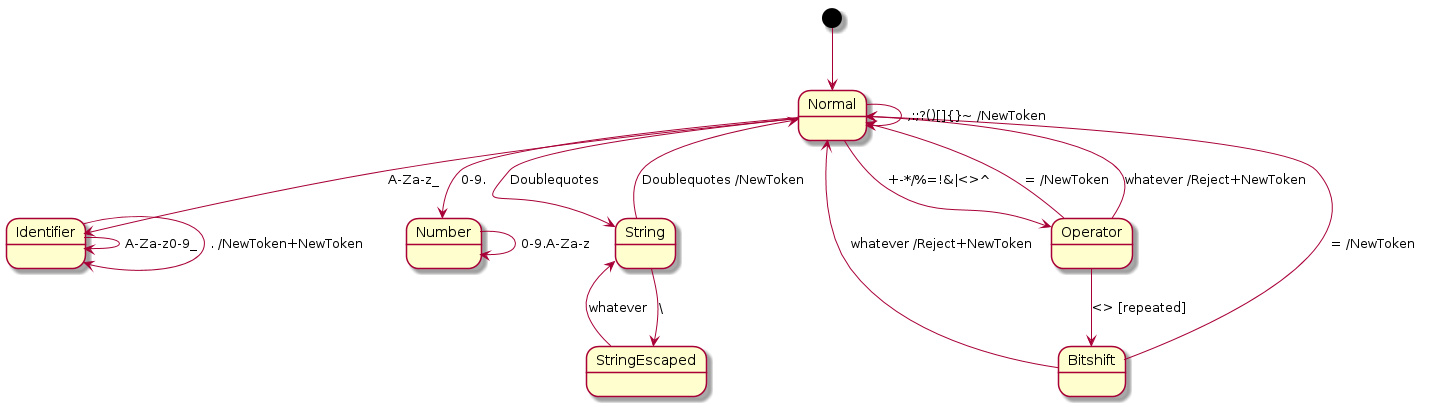 Normal
,:;?()[]{}~ /NewToken
A-Za-z_
0-9.
Doublequotes
Doublequotes /NewToken
+-*/%=!&|<>^
= /NewToken
whatever /Reject+NewToken
Identifier
A-Za-z0-9_
. /NewToken+NewToken
Number
0-9.A-Za-z
String
whatever /Reject+NewToken
Operator
= /NewToken
whatever
\
<> [repeated]
StringEscaped
Bitshift